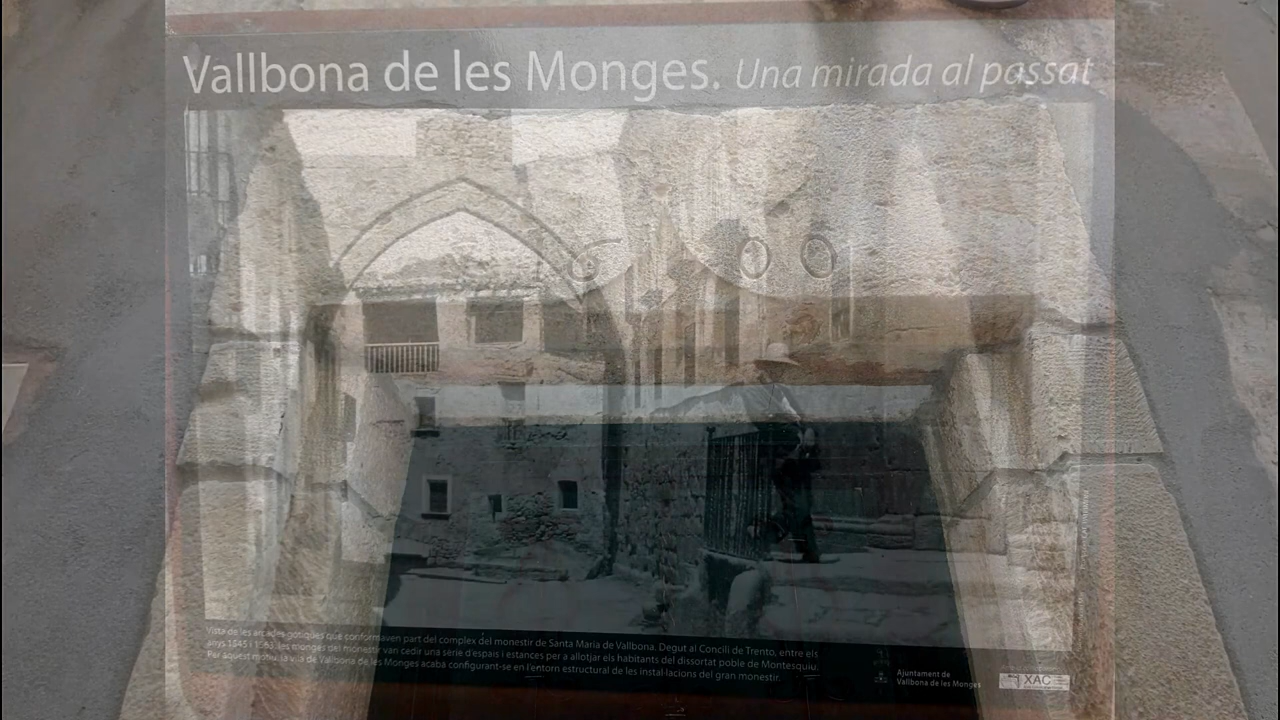 Vallbona de les Monges. Una mirada al passat
Vista de les arcades gòtiques que conformaven part del complex del monestir de Santa Maria de Vallbona. Degut al Concili de Trento, entre els
anys 1545 i 1563, les monges del monestir van cedir una sèrie d'espais i estances per a allotjar els habitants del dissortat poble de Montesquiu.
Per aquest motiu, la vila de Vallbona de les Monges acabà configurant-se en l'entorn estructural de les instal·lacions del gran monestir.
Ajuntament de
Vallbona de les Monges
XAC